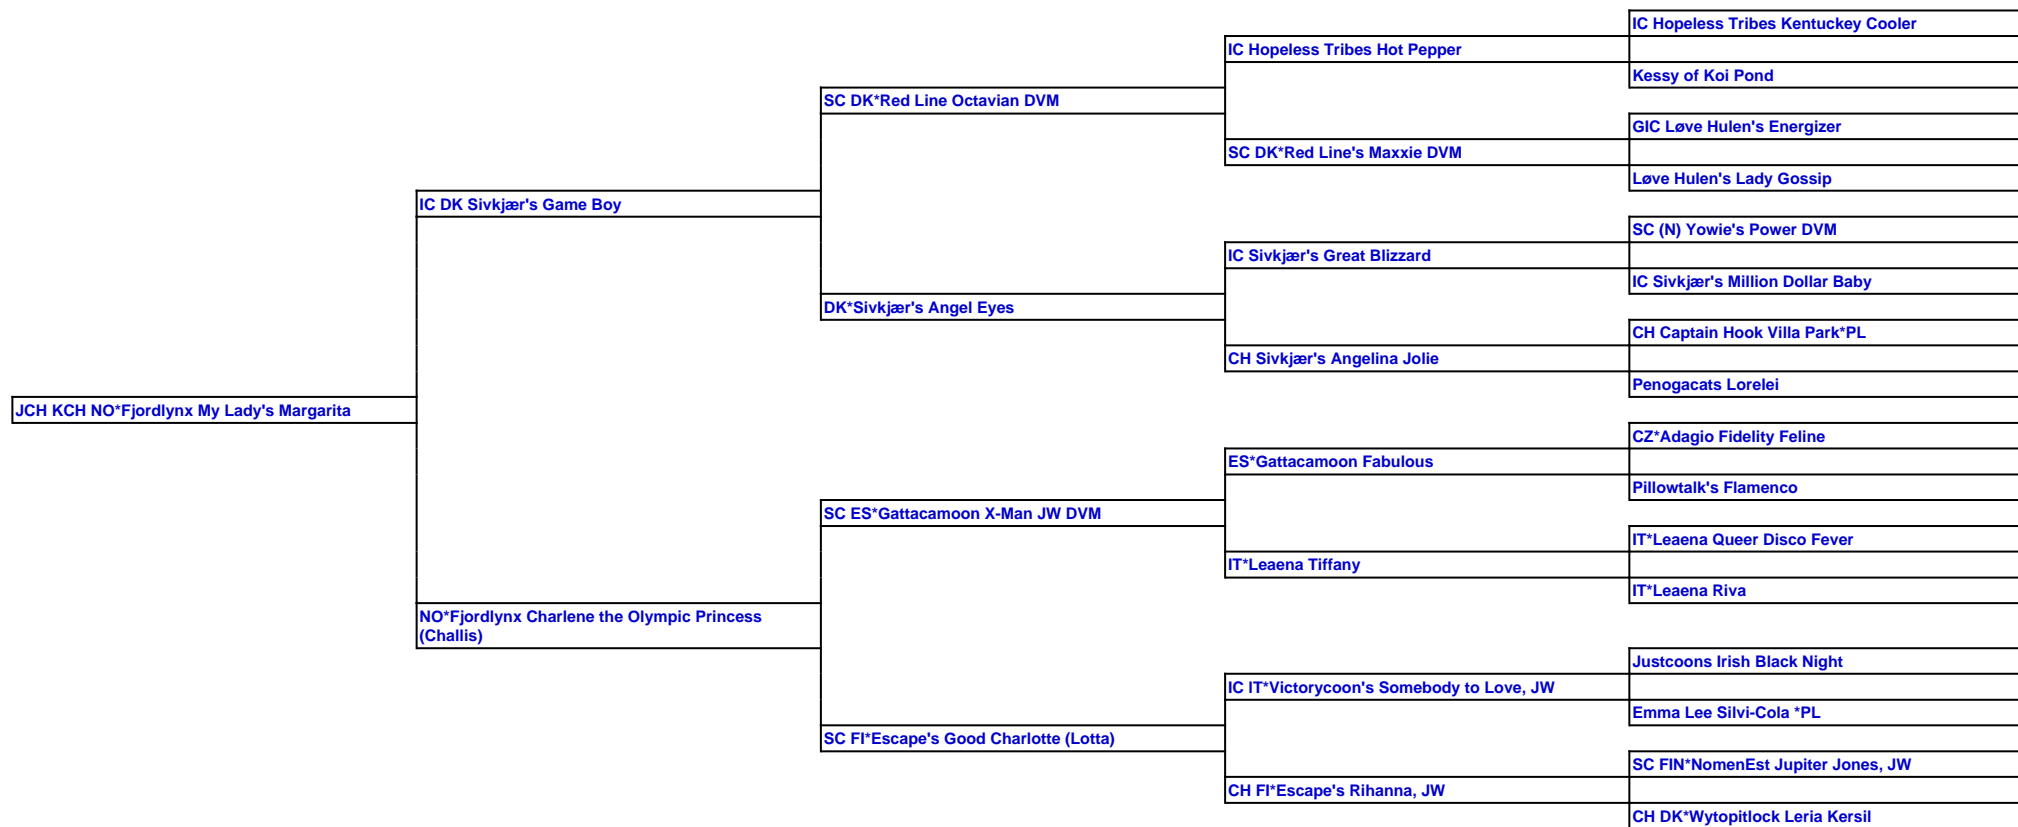 IC Hopeless Tribes Kentuckey Cooler
IC Hopeless Tribes Hot Pepper
Kessy of Koi Pond
SC DK*Red Line Octavian DVM
GIC Løve Hulen's Energizer
SC DK*Red Line's Maxxie DVM
Løve Hulen's Lady Gossip
IC DK Sivkjær's Game Boy
SC (N) Yowie's Power DVM
IC Sivkjær's Great Blizzard
IC Sivkjær's Million Dollar Baby
DK*Sivkjær's Angel Eyes
CH Captain Hook Villa Park*PL
CH Sivkjær's Angelina Jolie
Penogacats Lorelei
JCH KCH NO*Fjordlynx My Lady's Margarita
CZ*Adagio Fidelity Feline
ES*Gattacamoon Fabulous
Pillowtalk's Flamenco
SC ES*Gattacamoon X-Man JW DVM
IT*Leaena Queer Disco Fever
IT*Leaena Tiffany
IT*Leaena Riva
NO*Fjordlynx Charlene the Olympic Princess
(Challis)
Justcoons Irish Black Night
IC IT*Victorycoon's Somebody to Love, JW
Emma Lee Silvi-Cola *PL
SC FI*Escape's Good Charlotte (Lotta)
SC FIN*NomenEst Jupiter Jones, JW
CH FI*Escape's Rihanna, JW
CH DK*Wytopitlock Leria Kersil